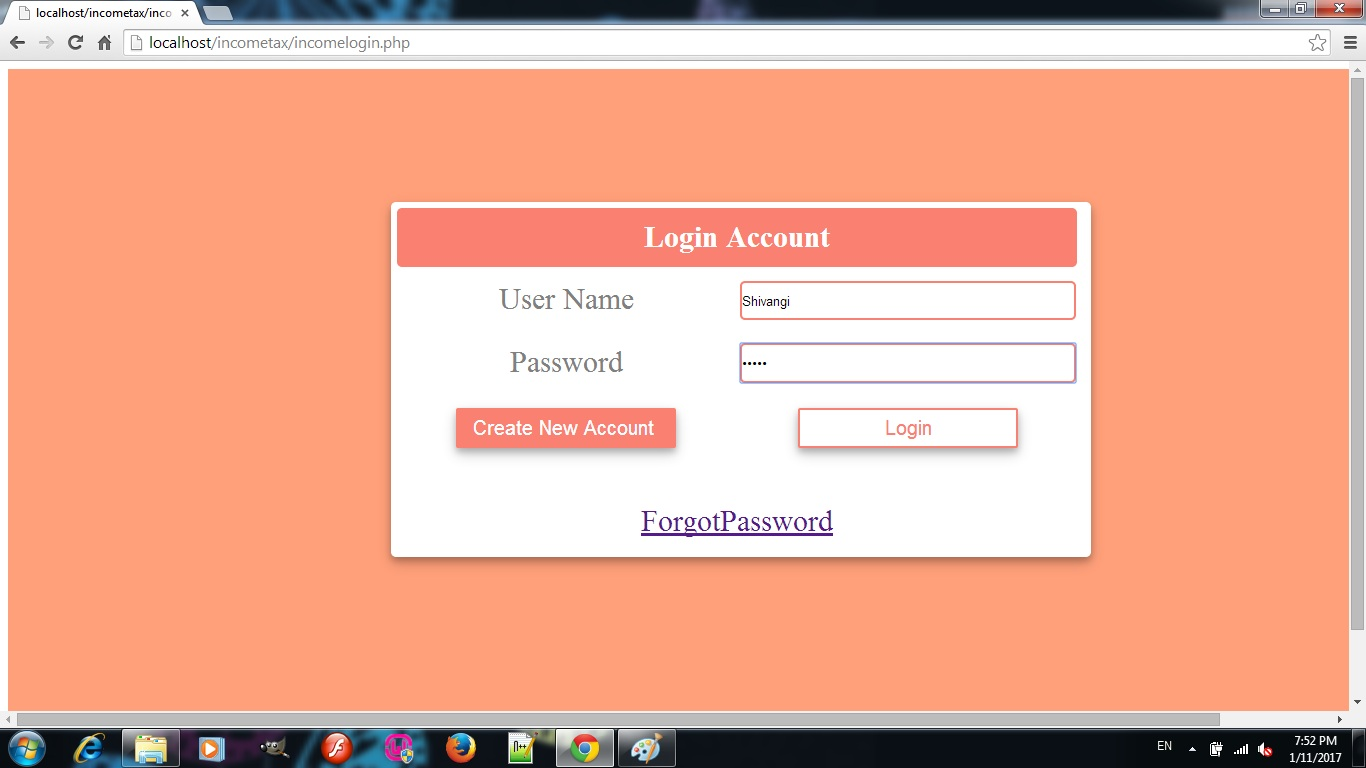 localhost/incometax/inco
localhost/incometax/incomelogin.php
Login Account
User Name
Shivangi
Password
•••••
Create New Account
Login
ForgotPassword
EN
7:52 PM
1/11/2017